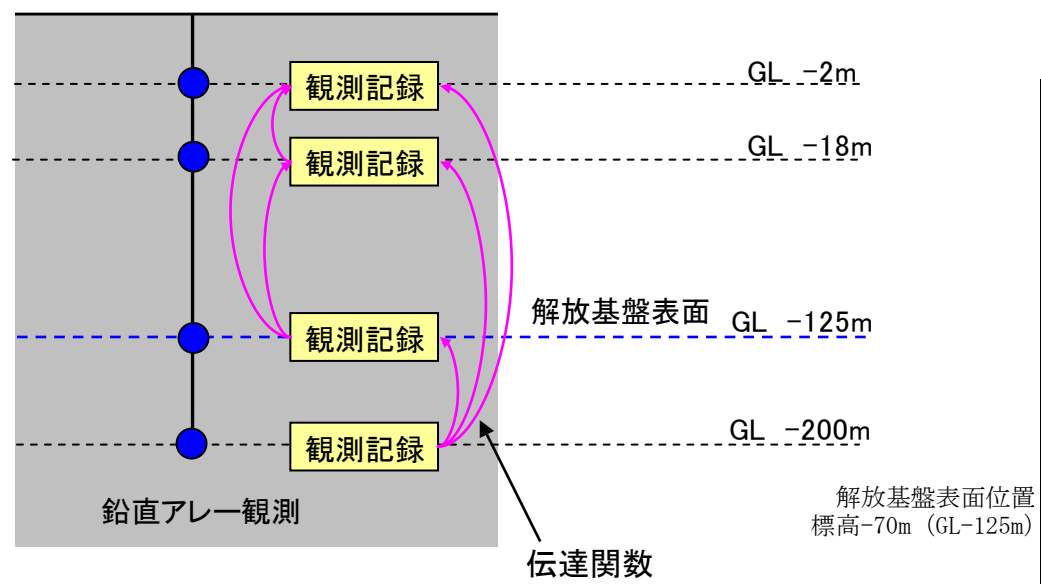 GL -2m
観測記録
GL -18m
観測記録
解放基盤表面
GL -125m
観測記録
GL -200m
観測記録
鉛直アレー観測
解放基盤表面位置
標高-70m (GL-125m)
伝達関数